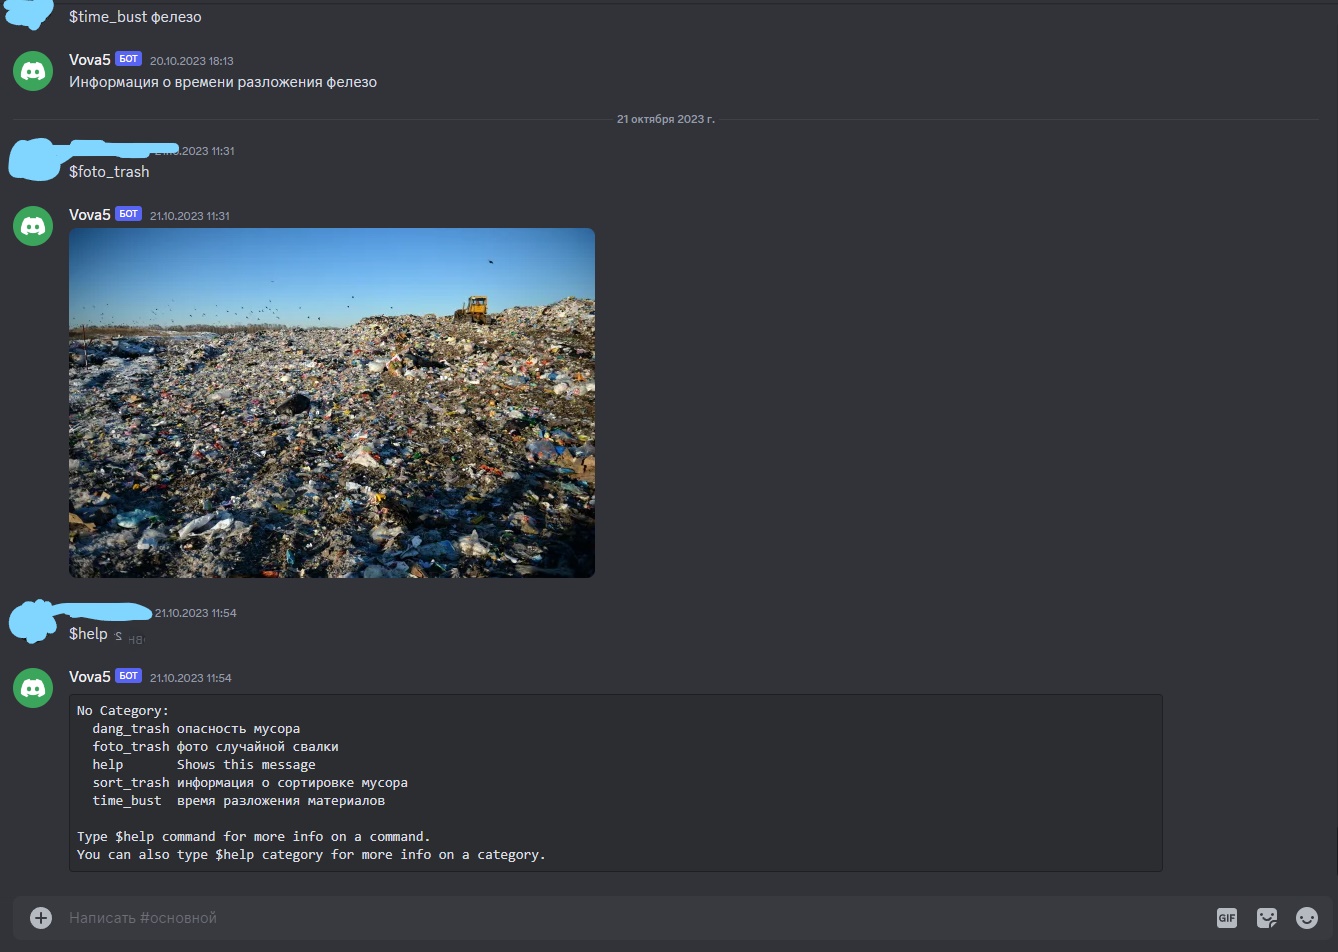 $time_bust фелезо
Vova5 БОТ 20.10.2023 18:13
Информация о времени разложения фелезо
21 октября 2023 г.
.2023 11:31
$foto_trash
Vova5 БОТ 21.10.2023 11:31
21.10.2023 11:54
$help
Vova5 БОТ 21.10.2023 11:54
No Category:
dang_trash опасность мусора
foto_trash фото случайной свалки
help Shows this message
sort_trash информация о сортировке мусора
time_bust время разложения материалов
Type $help command for more info on a command.
You can also type $help category for more info on a category.
Написать #основной
GIF